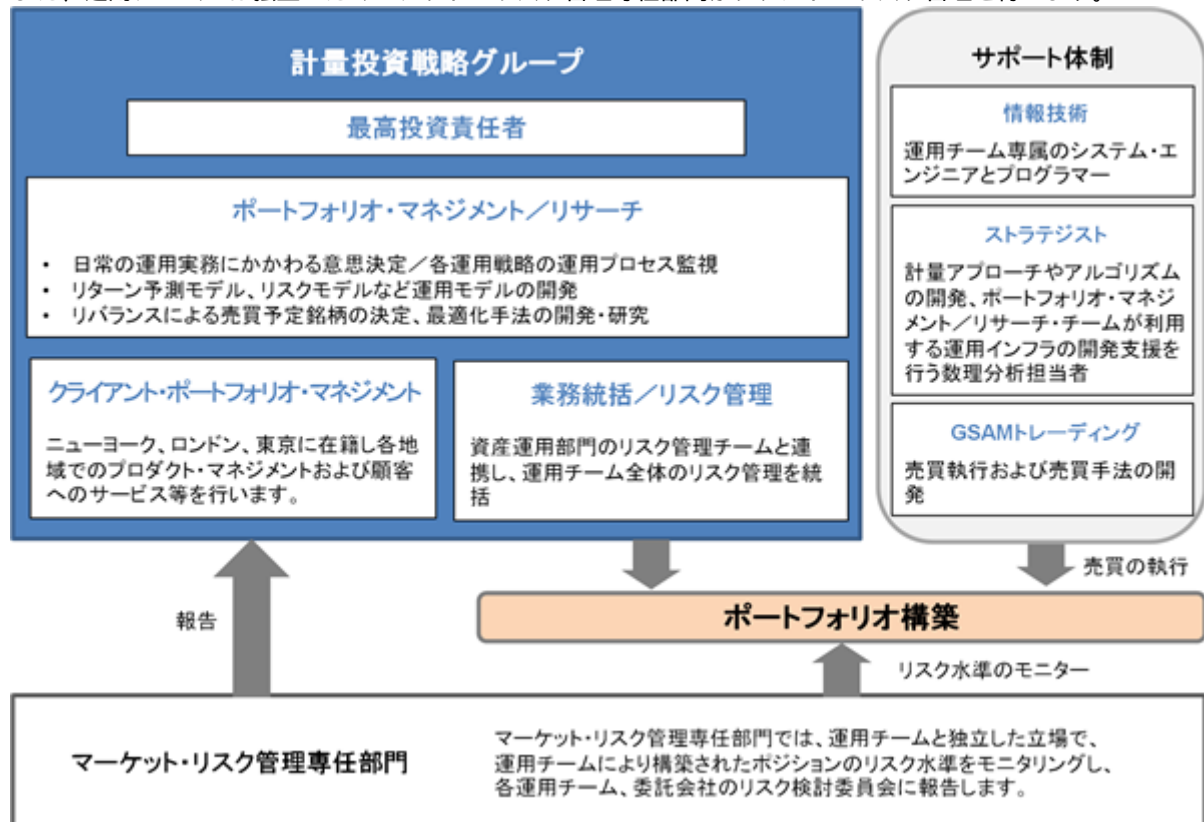 計量投資戦略グループ
最高投資責任者
ポートフォリオ・マネジメント／リサーチ
• 日常の運用実務にかかわる意思決定／各運用戦略の運用プロセス監視
• リターン予測モデル、リスクモデルなど運用モデルの開発
• リバランスによる売買予定銘柄の決定、最適化手法の開発・研究
クライアント・ポートフォリオ・マネジメント
ニューヨーク、ロンドン、東京に在籍し各地
域でのプロダクト・マネジメントおよび顧客
へのサービス等を行います。
業務統括／リスク管理
資産運用部門のリスク管理チームと連
携し、運用チーム全体のリスク管理を統
括
サポート体制
情報技術
運用チーム専属のシステム・エ
ンジニアとプログラマー
ストラテジスト
計量アプローチやアルゴリズム
の開発、ポートフォリオ・マネジ
メント／リサーチ・チームが利用
する運用インフラの開発支援を
行う数理分析担当者
GSAMトレーディング
売買執行および売買手法の開
発
売買の執行
報告
ポートフォリオ構築
リスク水準のモニター
マーケット・リスク管理専任部門
マーケット・リスク管理専任部門では、運用チームと独立した立場で、
運用チームにより構築されたポジションのリスク水準をモニタリングし、
各運用チーム、委託会社のリスク検討委員会に報告します。